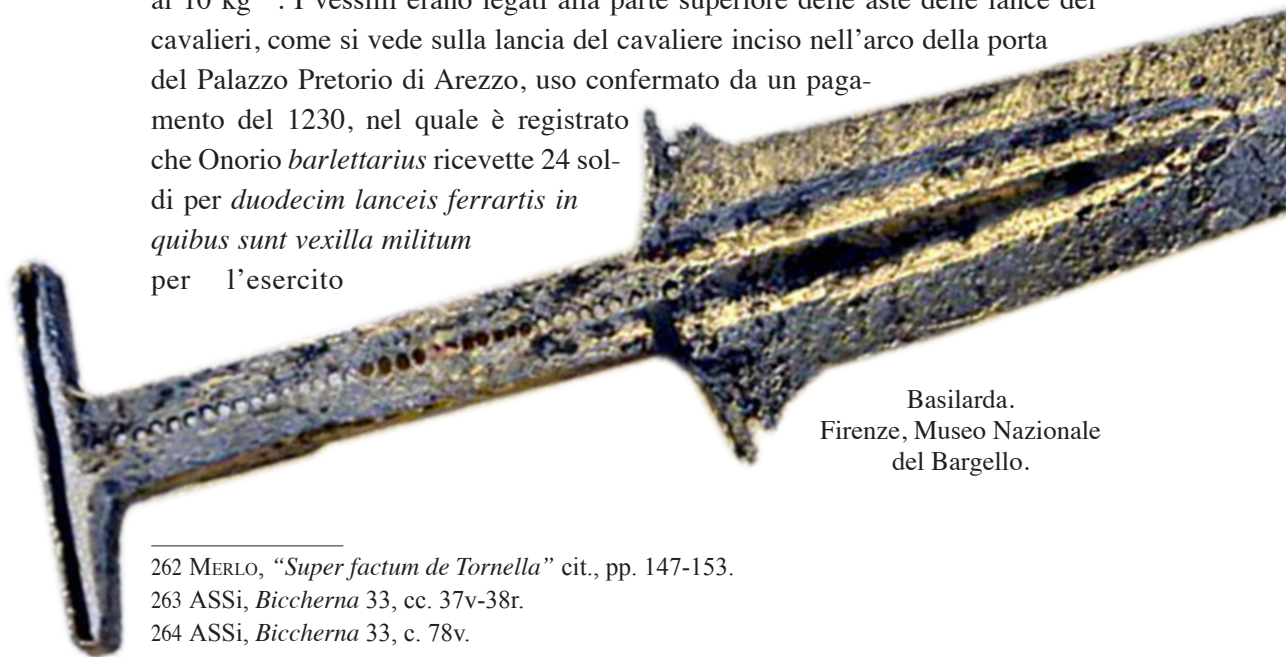 al 10 kg . I vessilli erano legati alla parte superiore delle aste delle lance dei
cavalieri, come si vede sulla lancia del cavaliere inciso nell’arco della porta
del Palazzo Pretorio di Arezzo, uso confermato da un paga-
mento del 1230, nel quale è registrato
che Onorio barlettarius ricevette 24 sol-
di per duodecim lanceis ferrartis in
quibus sunt vexilla militum
per l’esercito
Basilarda.
Firenze, Museo Nazionale
del Bargello.
262 Merlo, “Super factum de Tornella” cit., pp. 147-153.
263 ASSi, Biccherna 33, cc. 37v-38r.
264 ASSi, Biccherna 33, c. 78v.